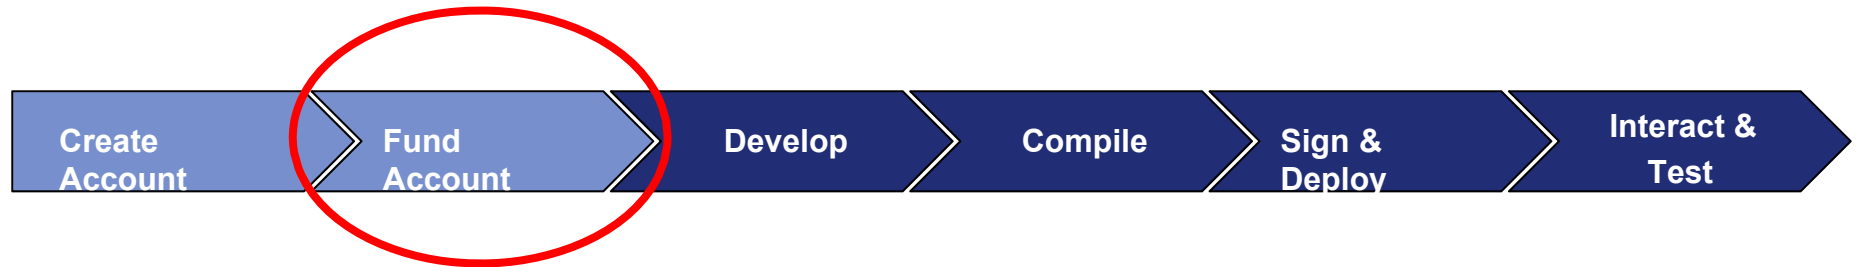 Create
Account
Fund
Account
Develop
Compile
Sign &
Deploy
Interact &
Test